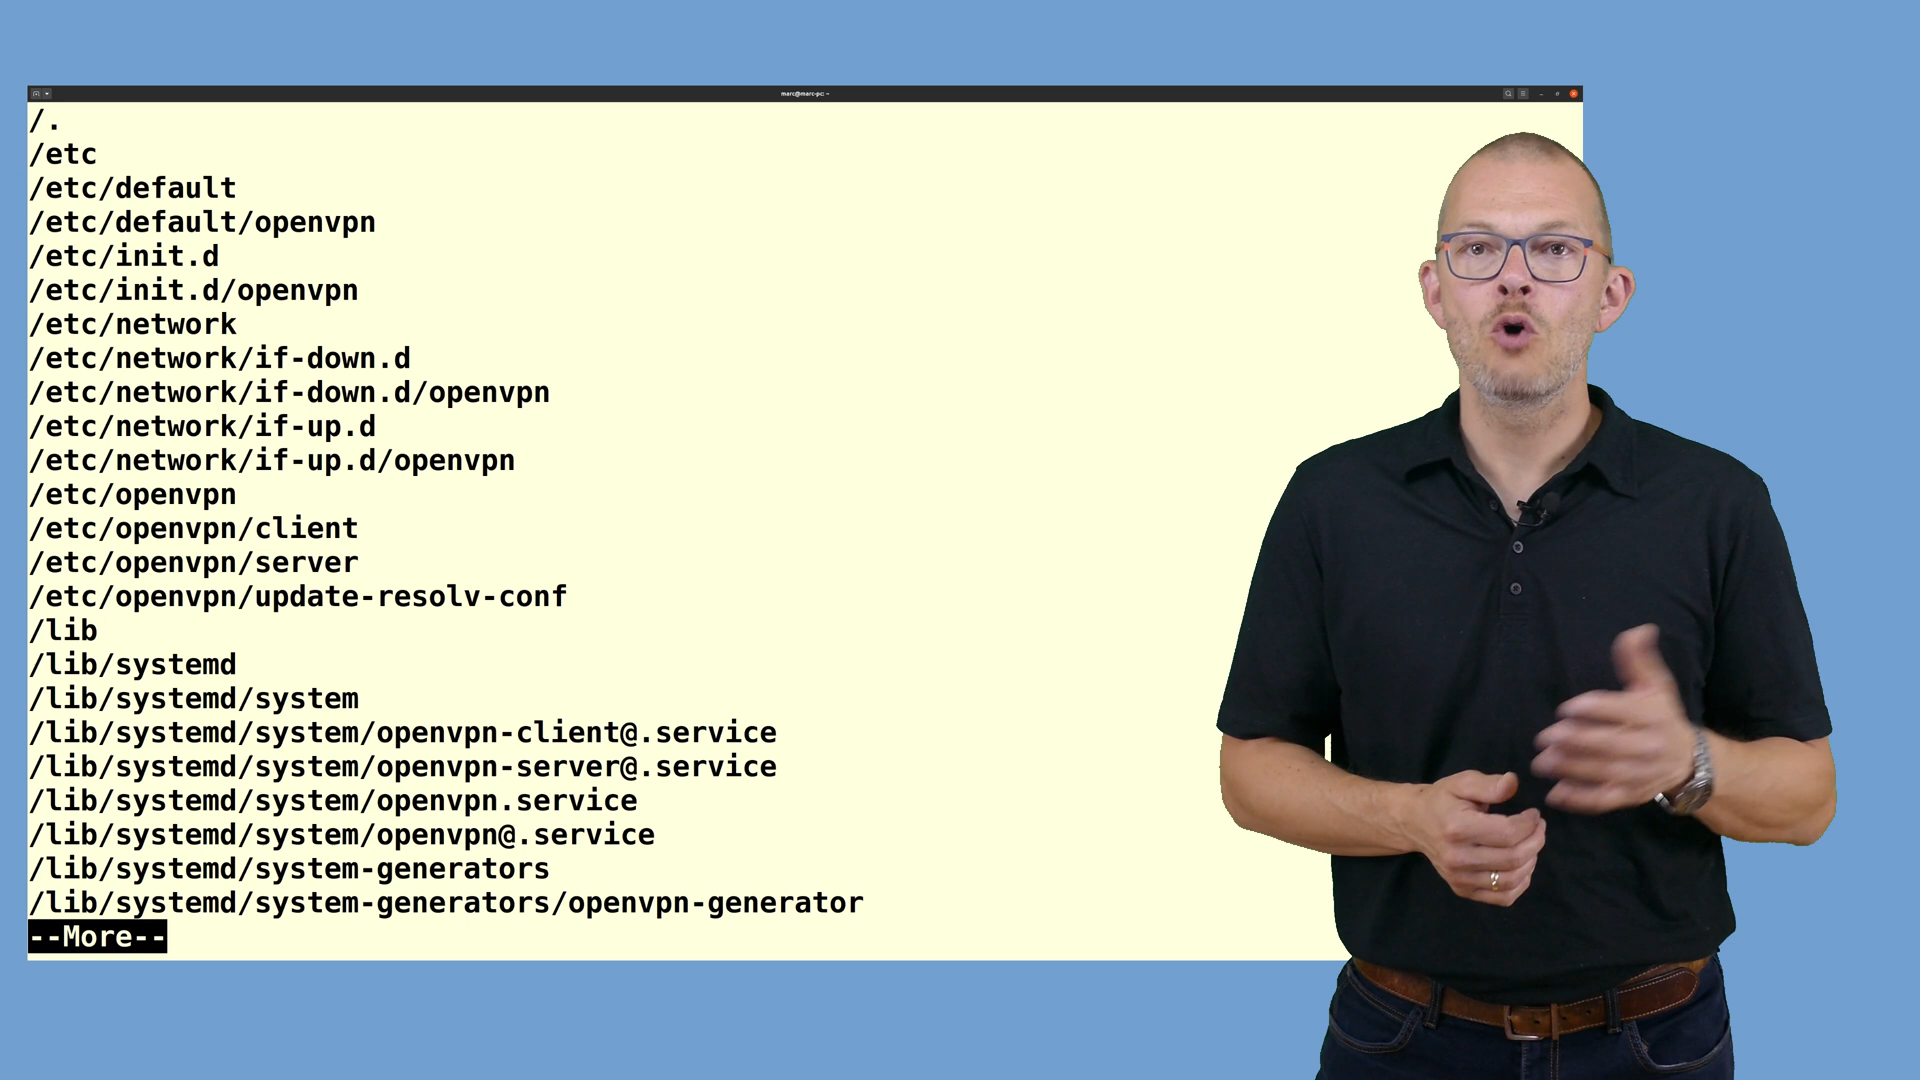 marc@marc-pc: ~
/.
/etc
/etc/default
/etc/default/openvpn
/etc/init.d
/etc/init.d/openvpn
/etc/network
/etc/network/if-down.d
/etc/network/if-down.d/openvpn
/etc/network/if-up.d
/etc/network/if-up.d/openvpn
/etc/openvpn
/etc/openvpn/client
/etc/openvpn/server
/etc/openvpn/update-resolv-conf
/lib
/lib/systemd
/lib/systemd/system
/lib/systemd/system/openvpn-client@.service
/lib/systemd/system/openvpn-server@.service
/lib/systemd/system/openvpn.service
/lib/systemd/system/openvpn@.service
/lib/systemd/system-generators
/lib/systemd/system-generators/openvpn-generator
--More--